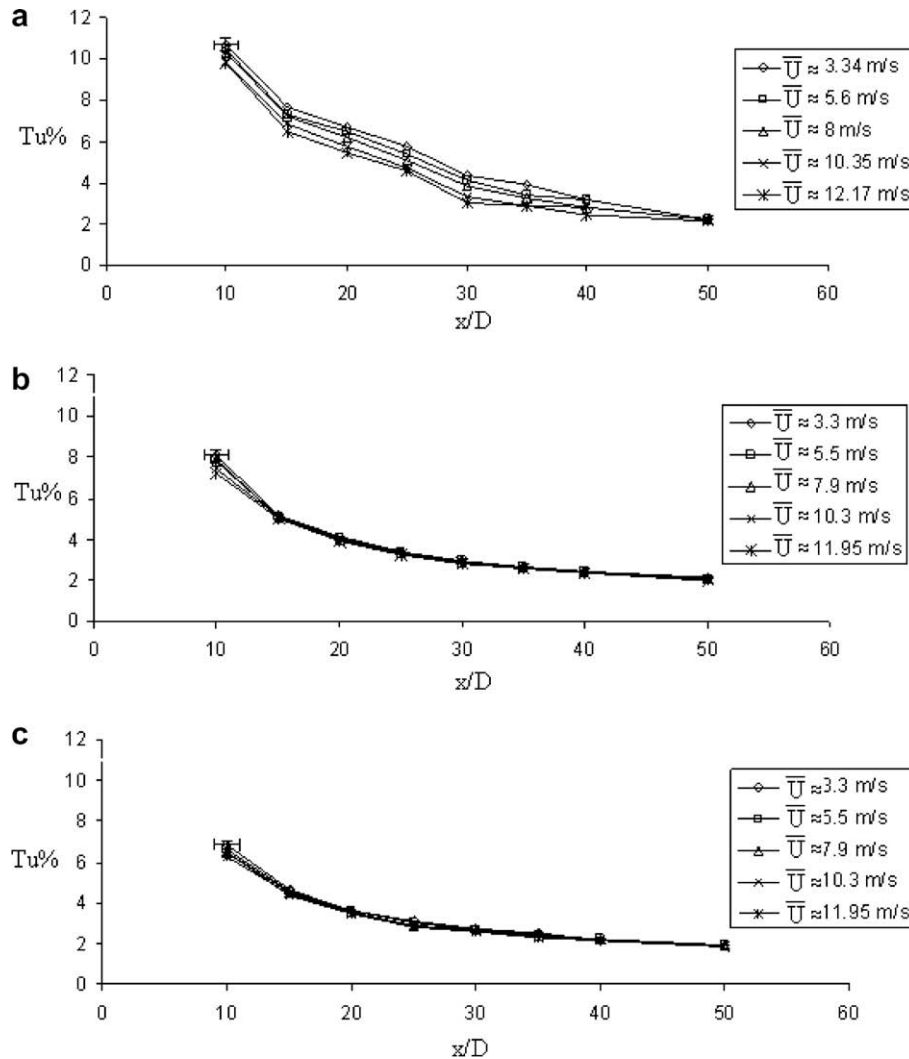 a
12
10
8
6
4
2
0
Tu%
0 10 20 30 40 50 60
x/D
U ≈ 3.34 m/s
U ≈ 5.6 m/s
U ≈ 8 m/s
U ≈ 10.35 m/s
U ≈ 12.17 m/s
b
12
10
8
6
4
2
0
Tu%
0 10 20 30 40 50 60
x/D
U ≈ 3.3 m/s
U ≈ 5.5 m/s
U ≈ 7.9 m/s
U ≈ 10.3 m/s
U ≈ 11.95 m/s
c
12
10
8
6
4
2
0
Tu%
0 10 20 30 40 50 60
x/D
U ≈3.3 m/s
U ≈5.5 m/s
U ≈7.9 m/s
U ≈10.3 m/s
U ≈11.95 m/s